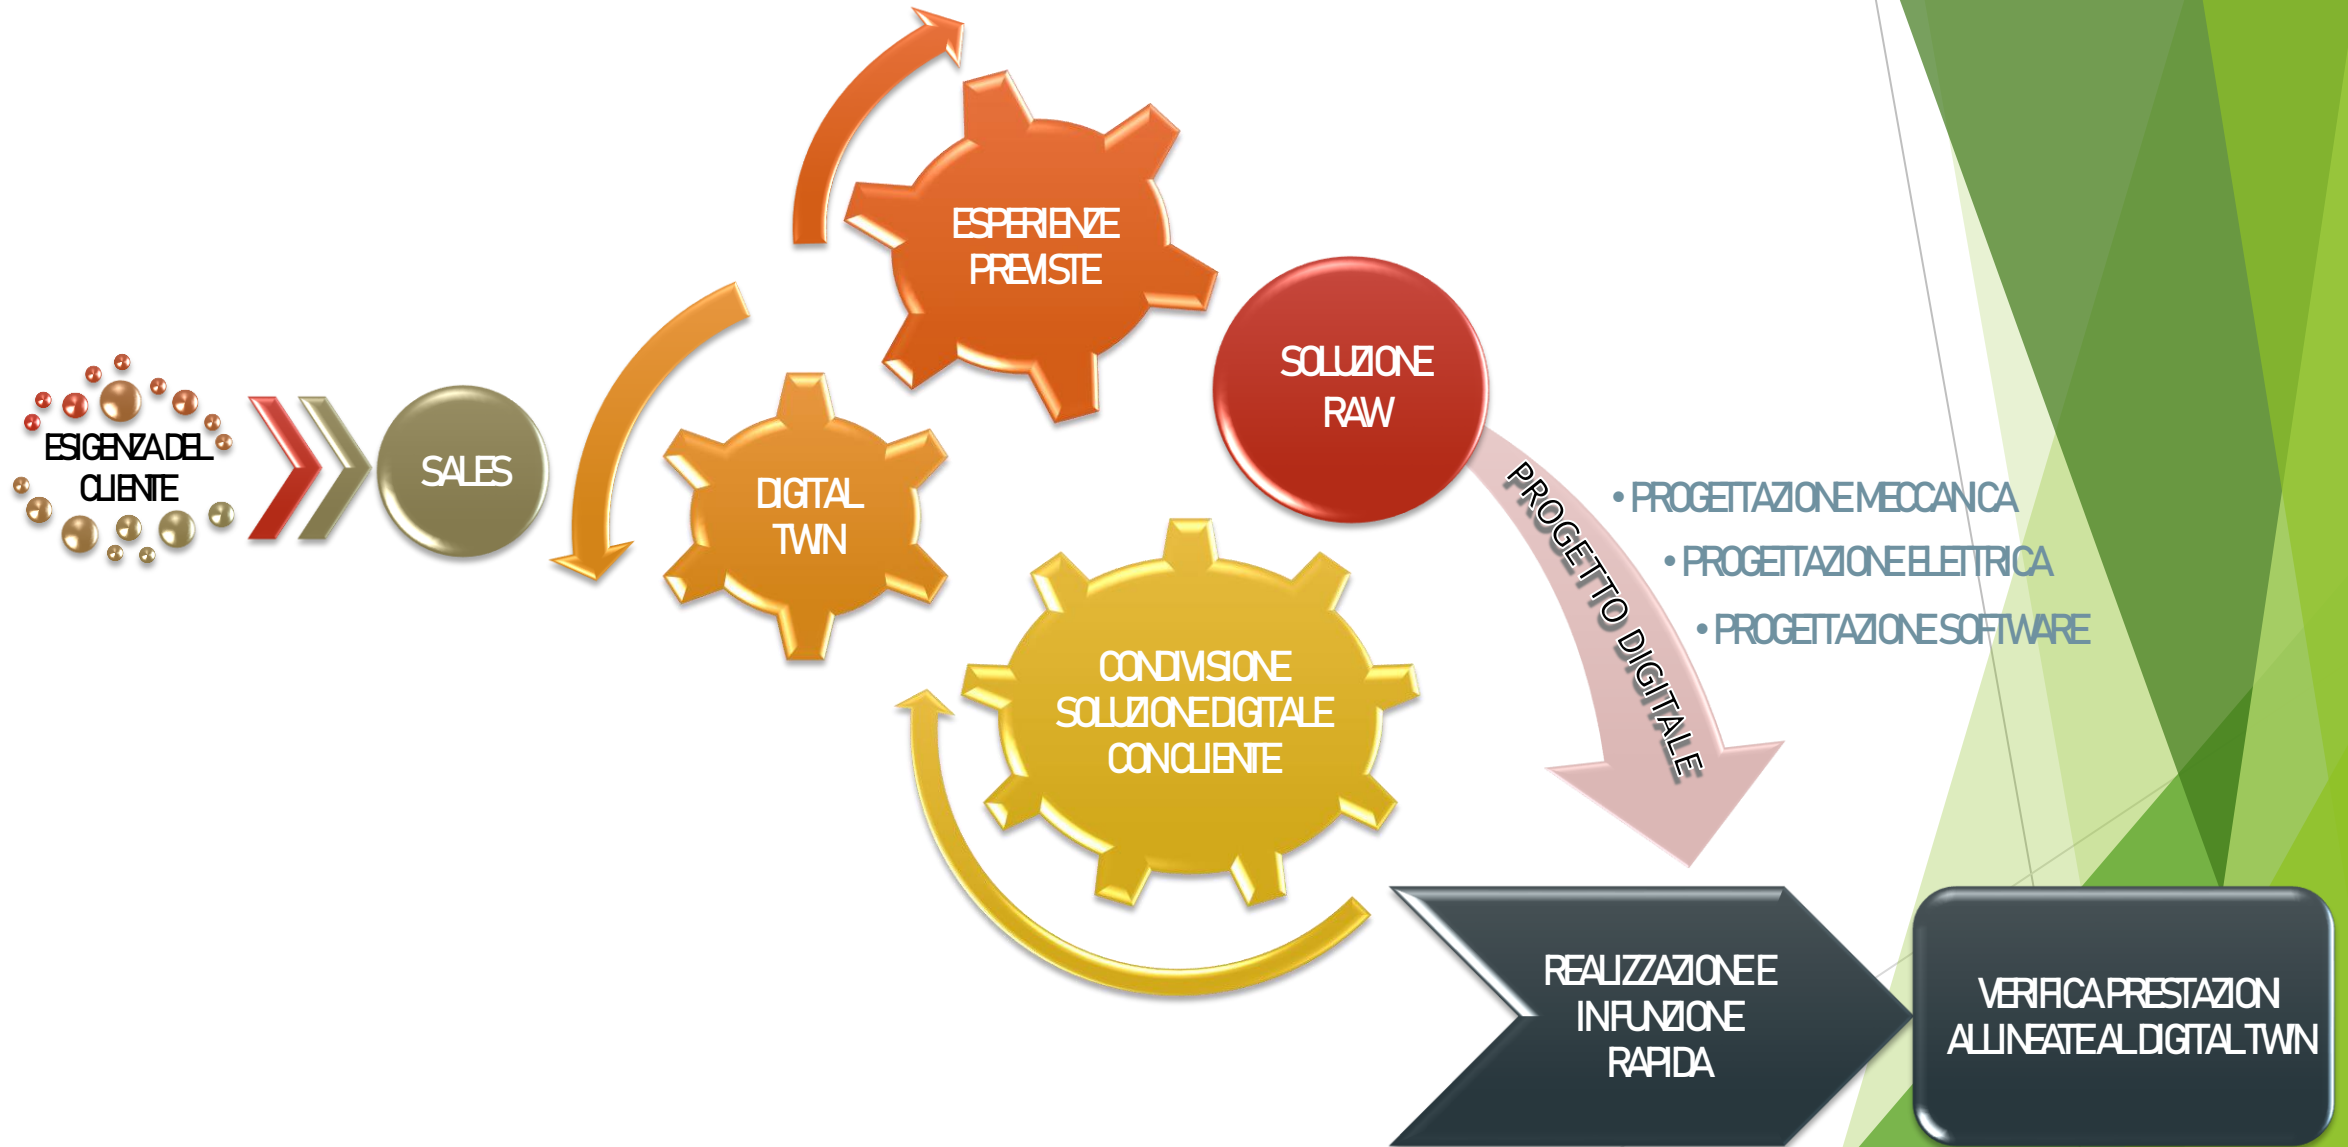 ESIGENZA DEL
CLIENTE
SALES
DIGITAL
TWIN
ESPERIENZE
PREVISTE
CONDIVISIONE
SOLUZIONE DIGITALE
CON CLIENTE
SOLUZIONE
RAW
PROGETTO DIGITALE
• PROGETTAZIONE MECCANICA
• PROGETTAZIONE ELETTRICA
• PROGETTAZIONE SOFTWARE
REALIZZAZIONE E
IN FUNZIONE
RAPIDA
VERIFICA PRESTAZION
ALLINEATE AL DIGITAL TWIN